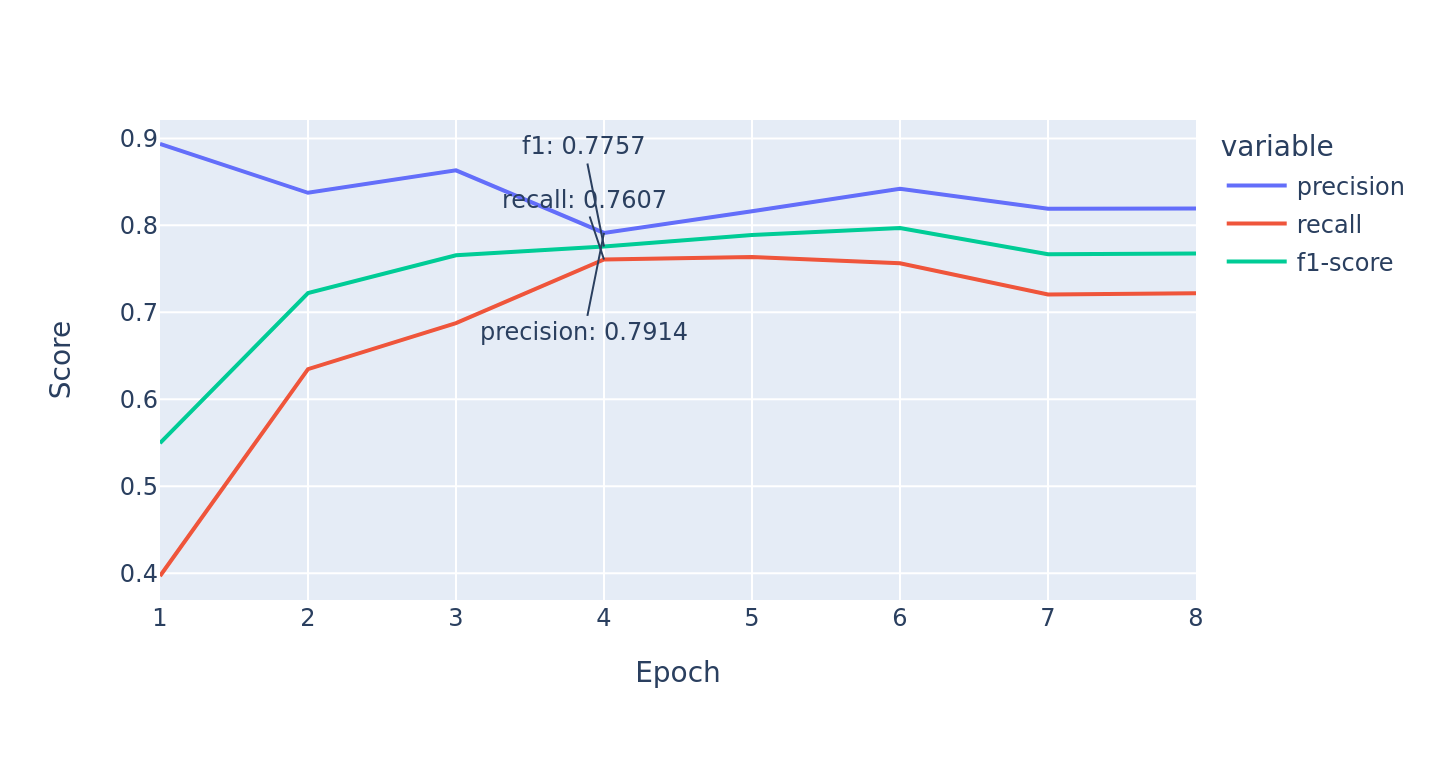 0.9
0.8
0.7
0.6
0.5
0.4
Score
f1: 0.7757
recall: 0.7607
precision: 0.7914
1 2 3 4 5 6 7 8
Epoch
variable
precision
recall
f1-score